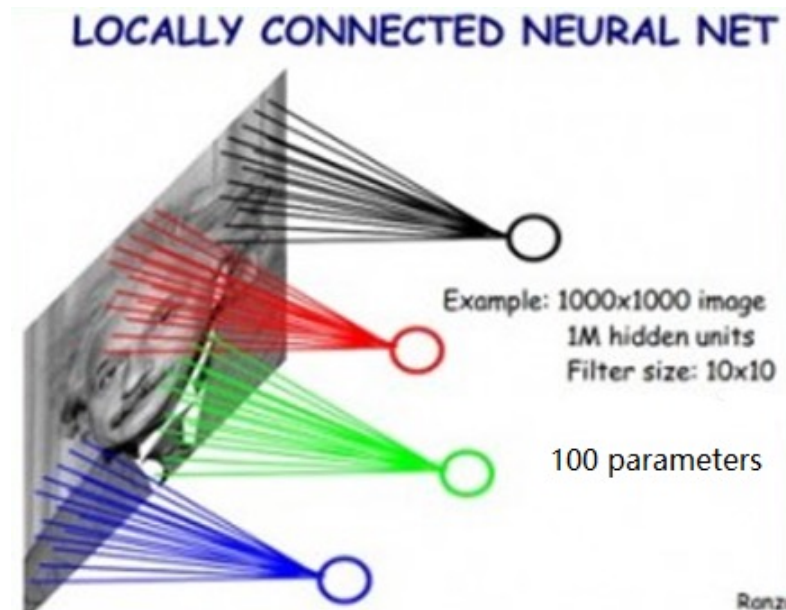 LOCALLY CONNECTED NEURAL NET
Example: 1000x1000 image
1M hidden units
Filter size: 10x10
100 parameters